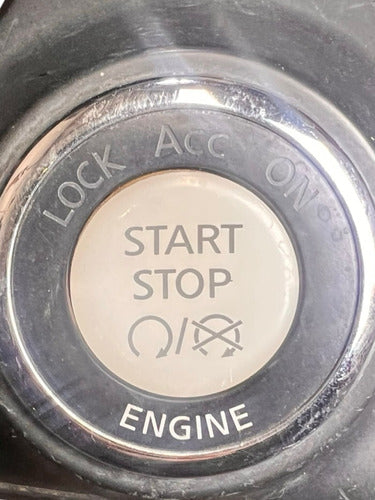 LOCK ACC ON
START
STOP
ENGINE